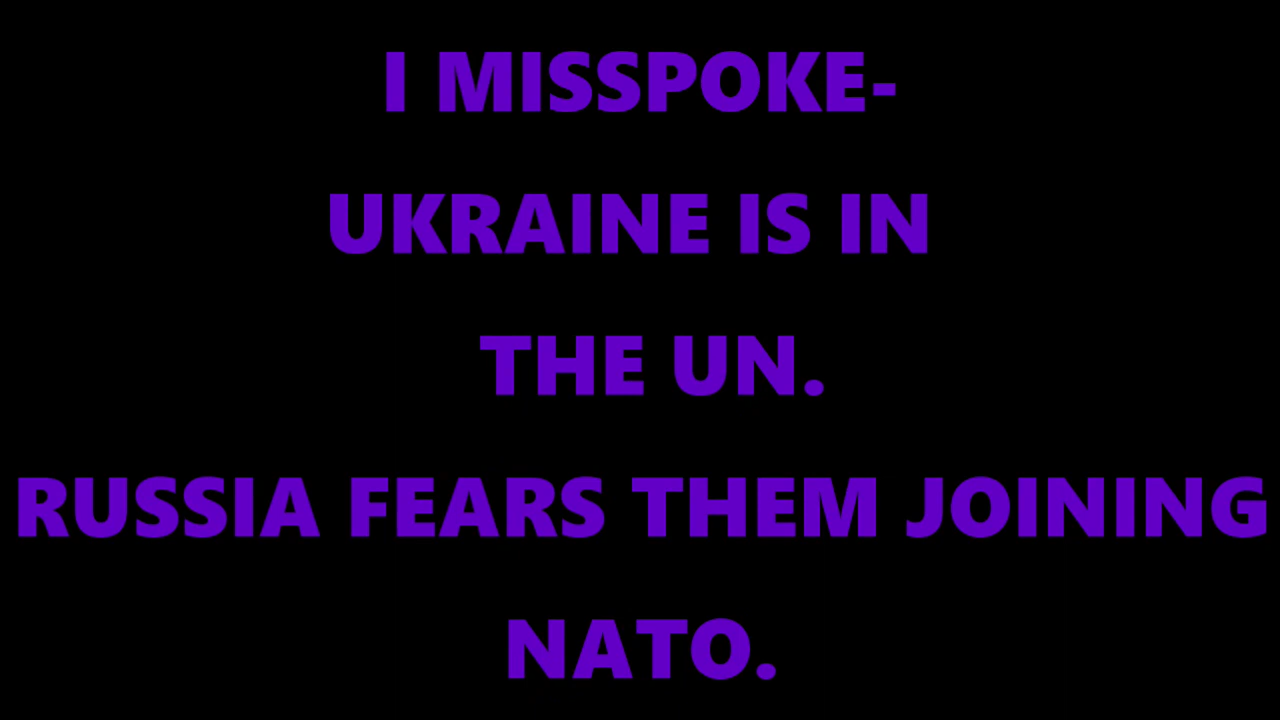 I MISSPOKE-
UKRAINE IS IN
THE UN.
RUSSIA FEARS THEM JOINING
NATO.